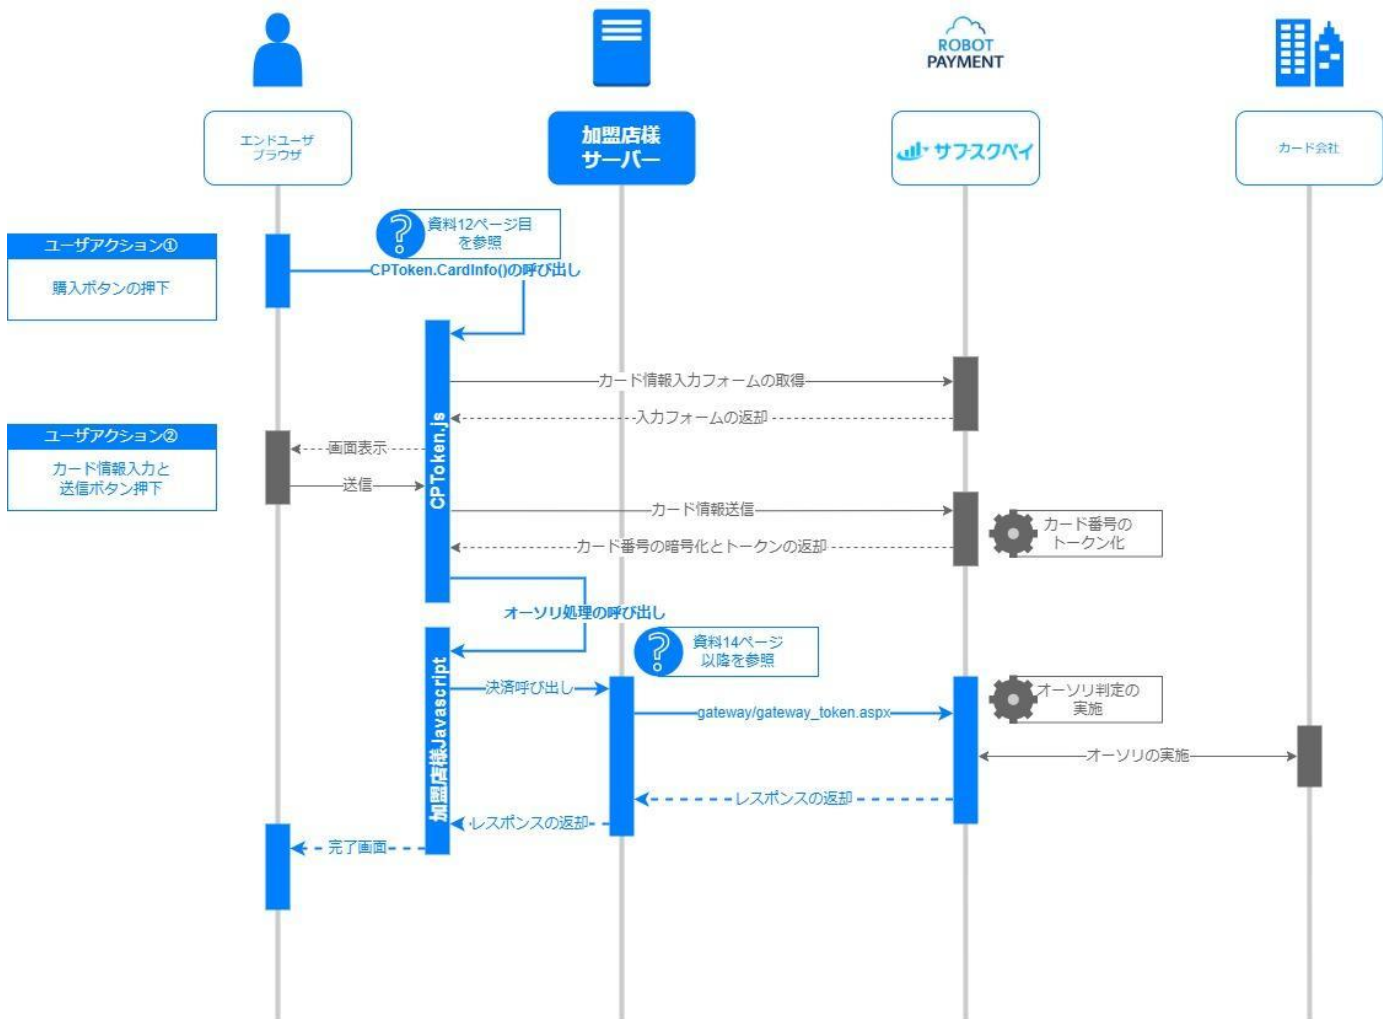 ROBOT
PAYMENT
エンドユーザ
ブラウザ
加盟店様
サーバー
サブスクペイ
カード会社
資料12ページ目
を参照
ユーザアクション①
購入ボタンの押下
CPToken.CardInfo()の呼び出し
カード情報入力フォームの取得
入力フォームの返却
ユーザアクション②
カード情報入力と
送信ボタン押下
画面表示
送信
CPToken.js
カード情報送信
カード番号の
トークン化
カード番号の暗号化とトークンの返却
オーソリ処理の呼び出し
資料14ページ
以降を参照
加盟店様Javascript
決済呼び出し
gateway/gateway_token.aspx
オーソリ判定の
実施
オーソリの実施
レスポンスの返却
レスポンスの返却
完了画面